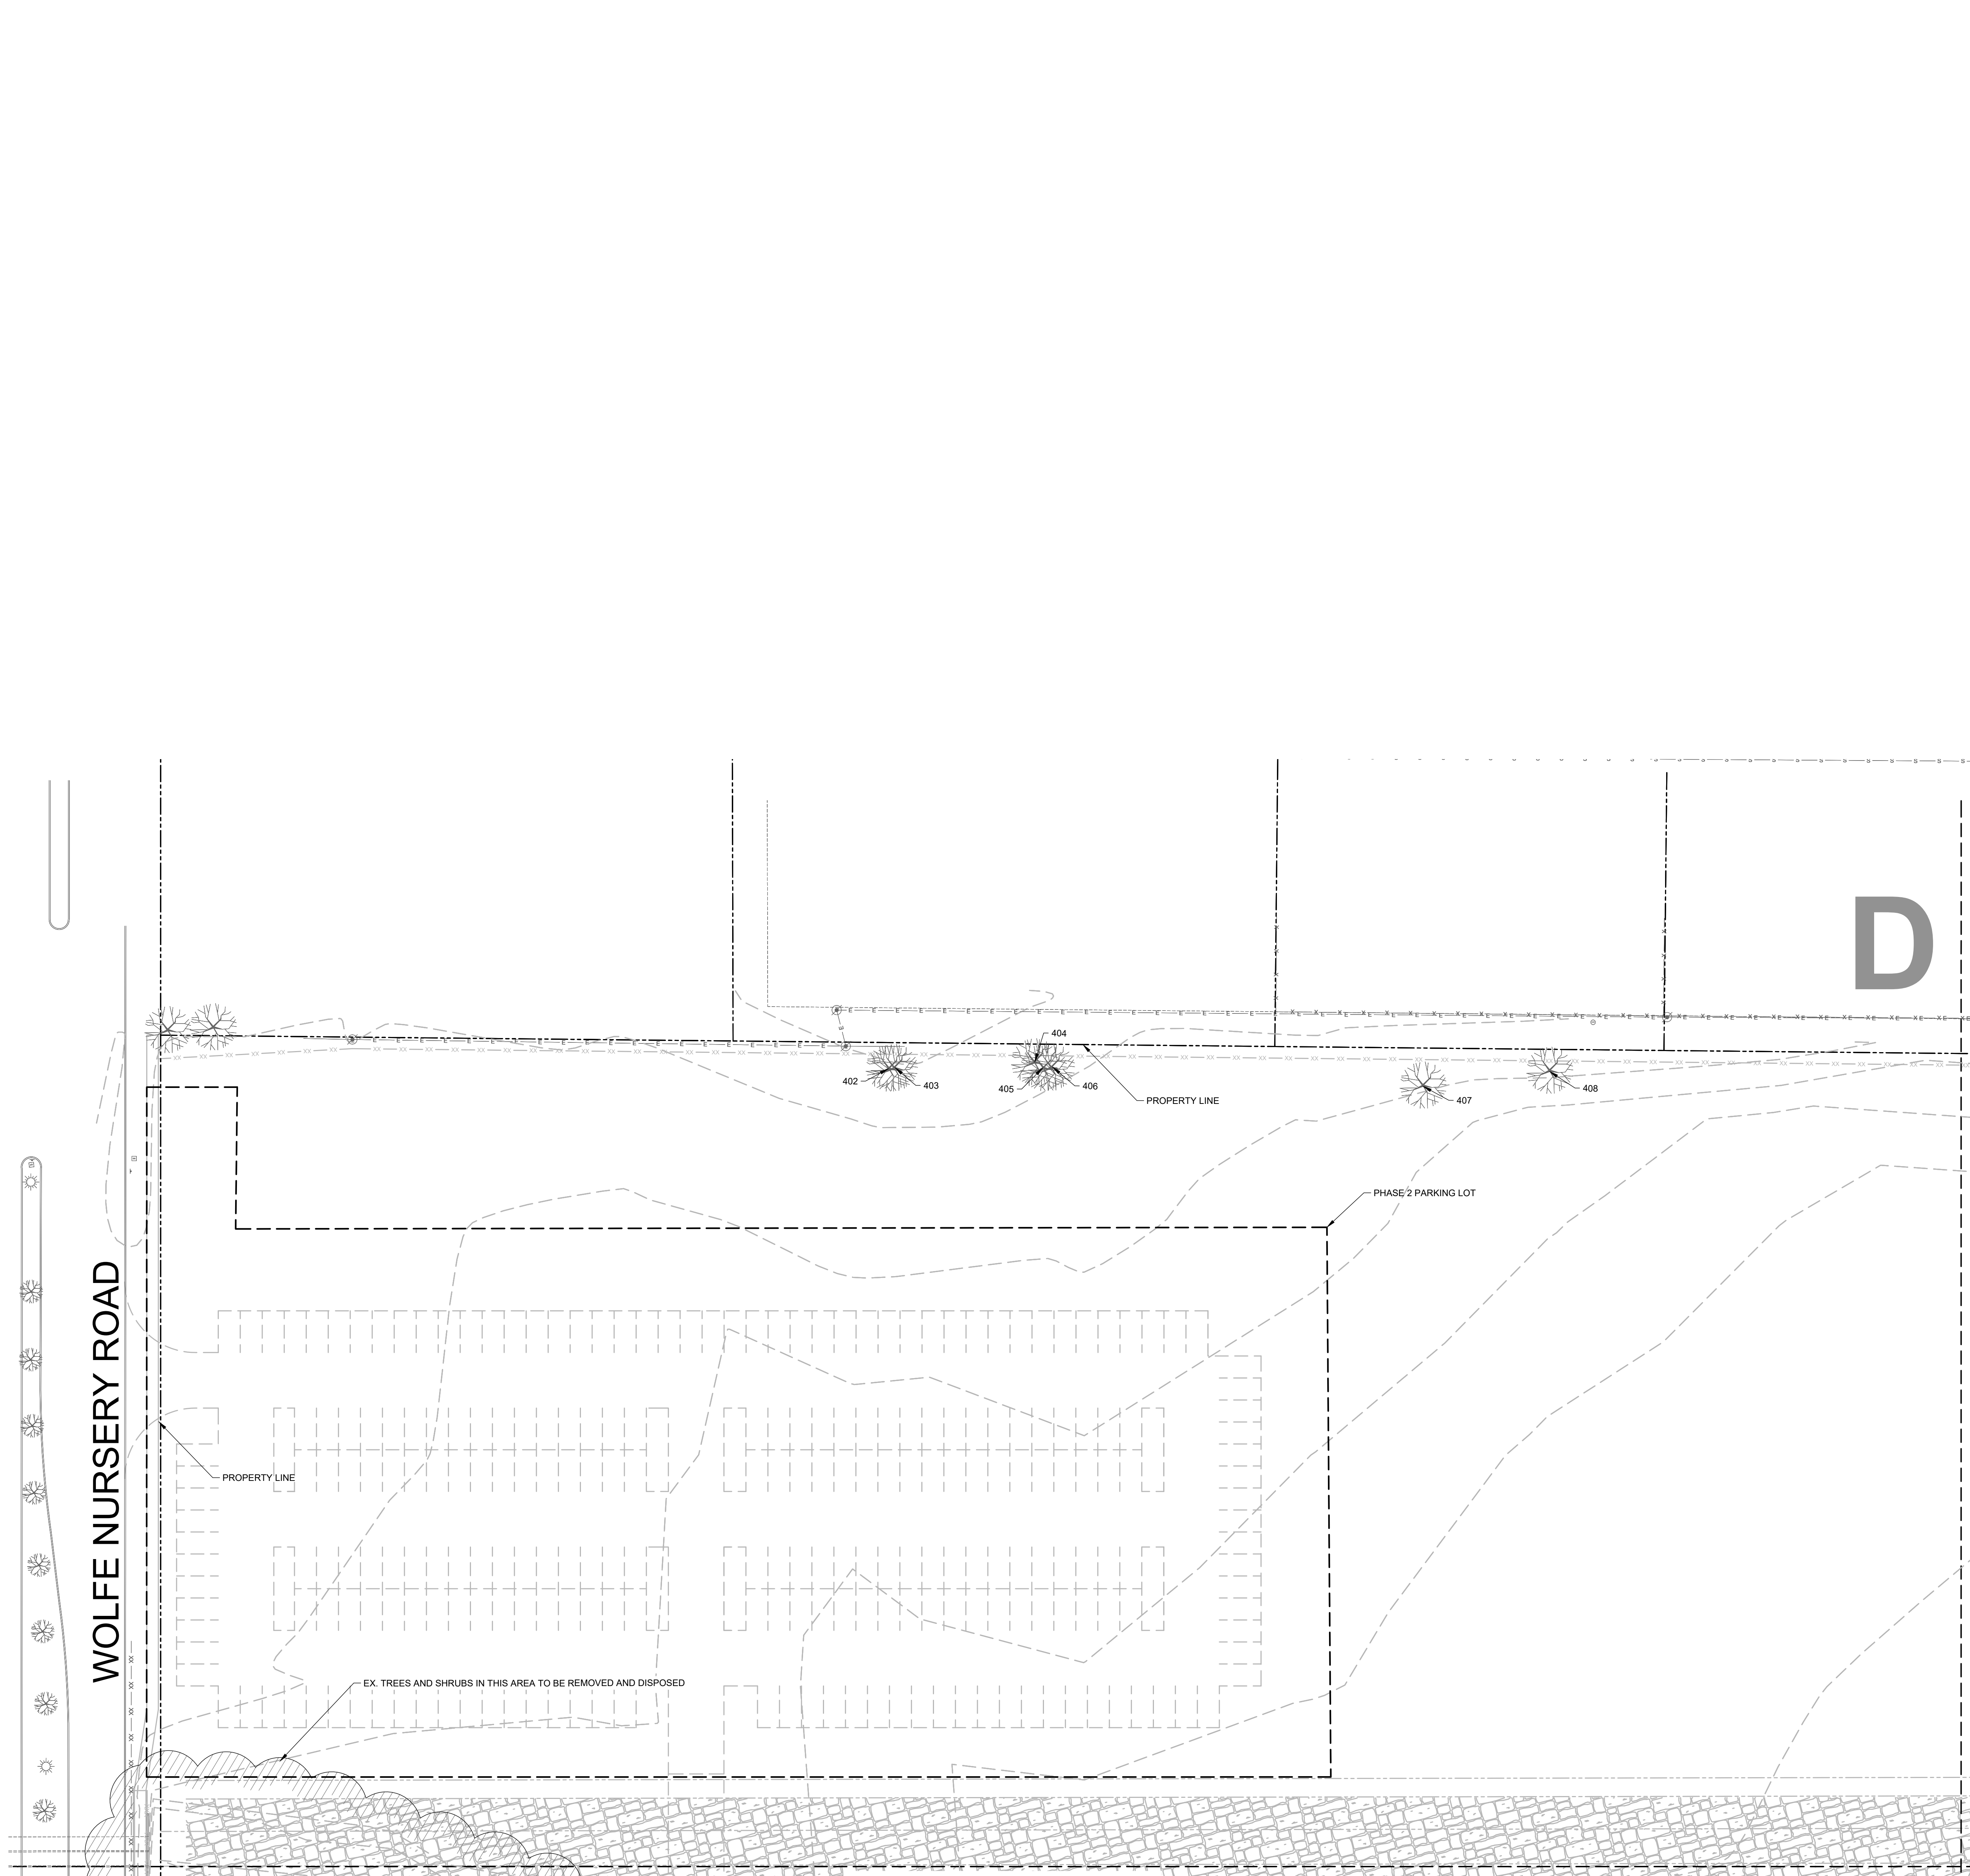 D
404
402
403
405
406
PROPERTY LINE
407
408
PHASE 2 PARKING LOT
WOLFE NURSERY ROAD
PROPERTY LINE
EX. TREES AND SHRUBS IN THIS AREA TO BE REMOVED AND DISPOSED